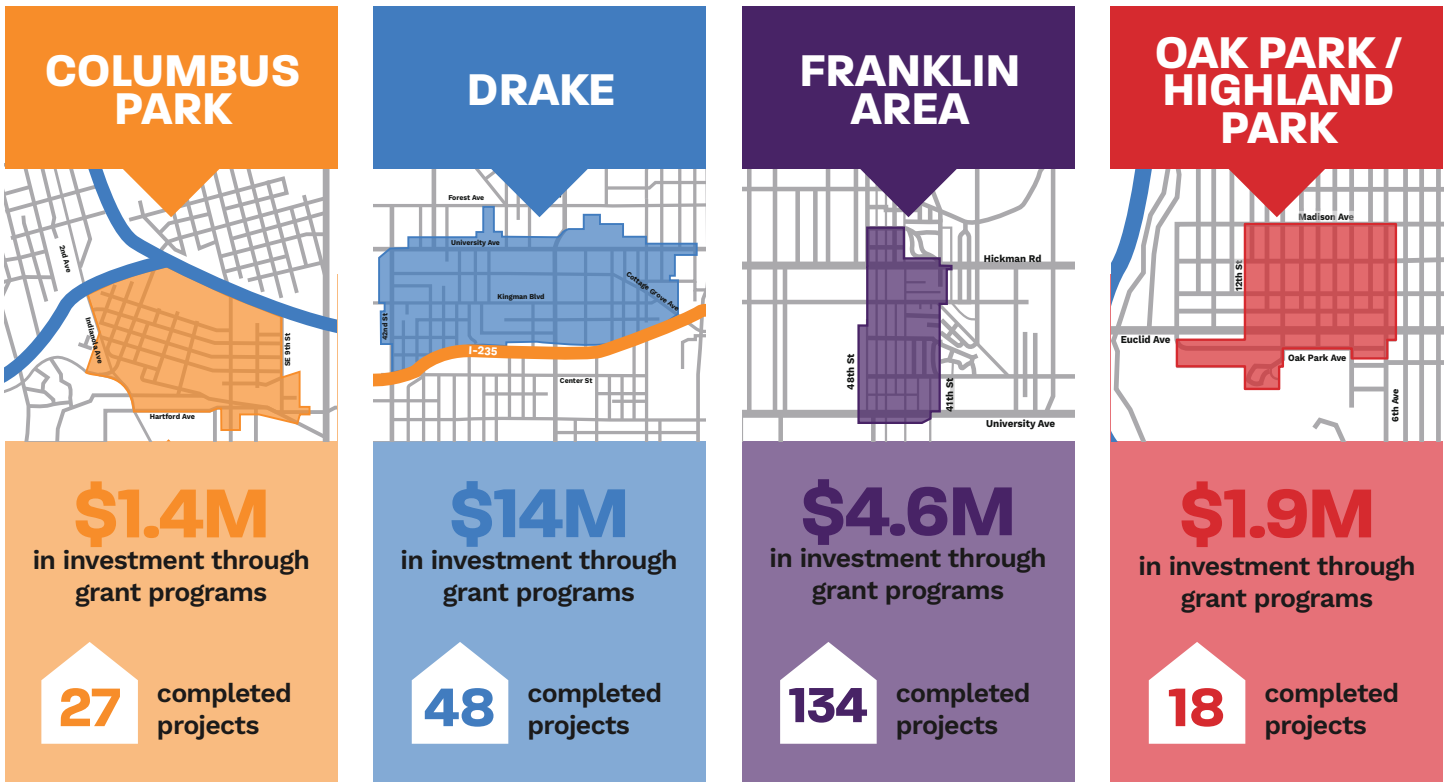 COLUMBUS
PARK
2nd Ave
Indianola Ave
SE 9th St
Hartford Ave
$1.4M
in investment through
grant programs
27
completed
projects
DRAKE
Forest Ave
University Ave
Cottage Grove Ave
Kingman Blvd
42nd St
I-235
Center St
$14M
in investment through
grant programs
48
completed
projects
FRANKLIN
AREA
Hickman Rd
48th St
41th St
University Ave
$4.6M
in investment through
grant programs
134
completed
projects
OAK PARK /
HIGHLAND
PARK
Madison Ave
12th St
Euclid Ave
Oak Park Ave
6th Ave
$1.9M
in investment through
grant programs
18
completed
projects